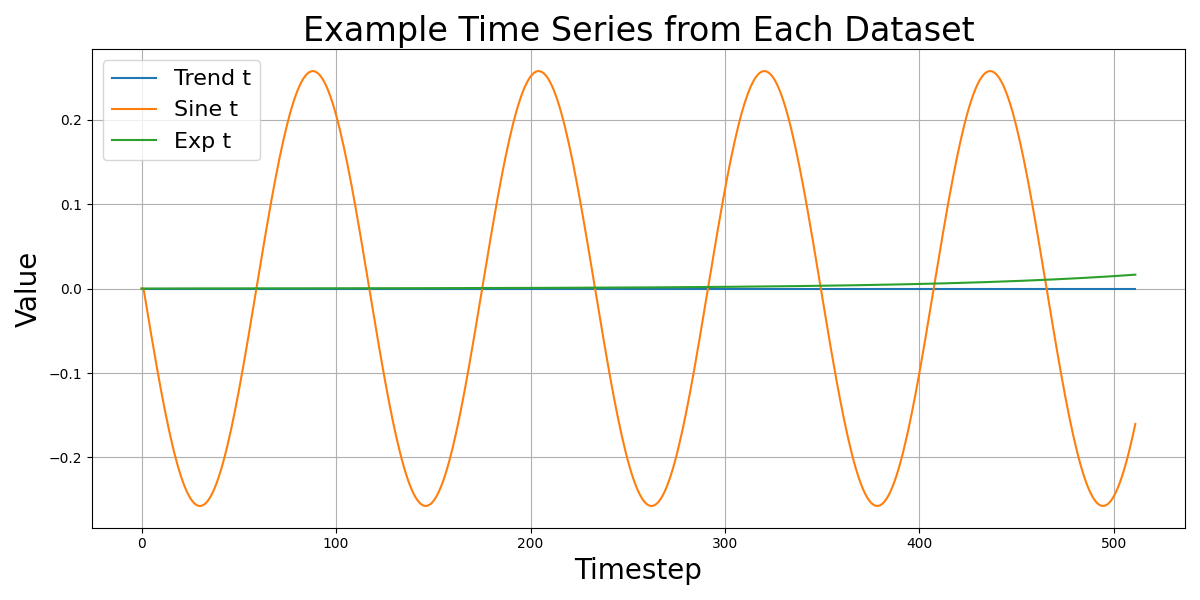 Example Time Series from Each Dataset
Trend t
Sine t
Exp t
0.2
0.1
0.0
−0.1
−0.2
Value
0 100 200 300 400 500
Timestep